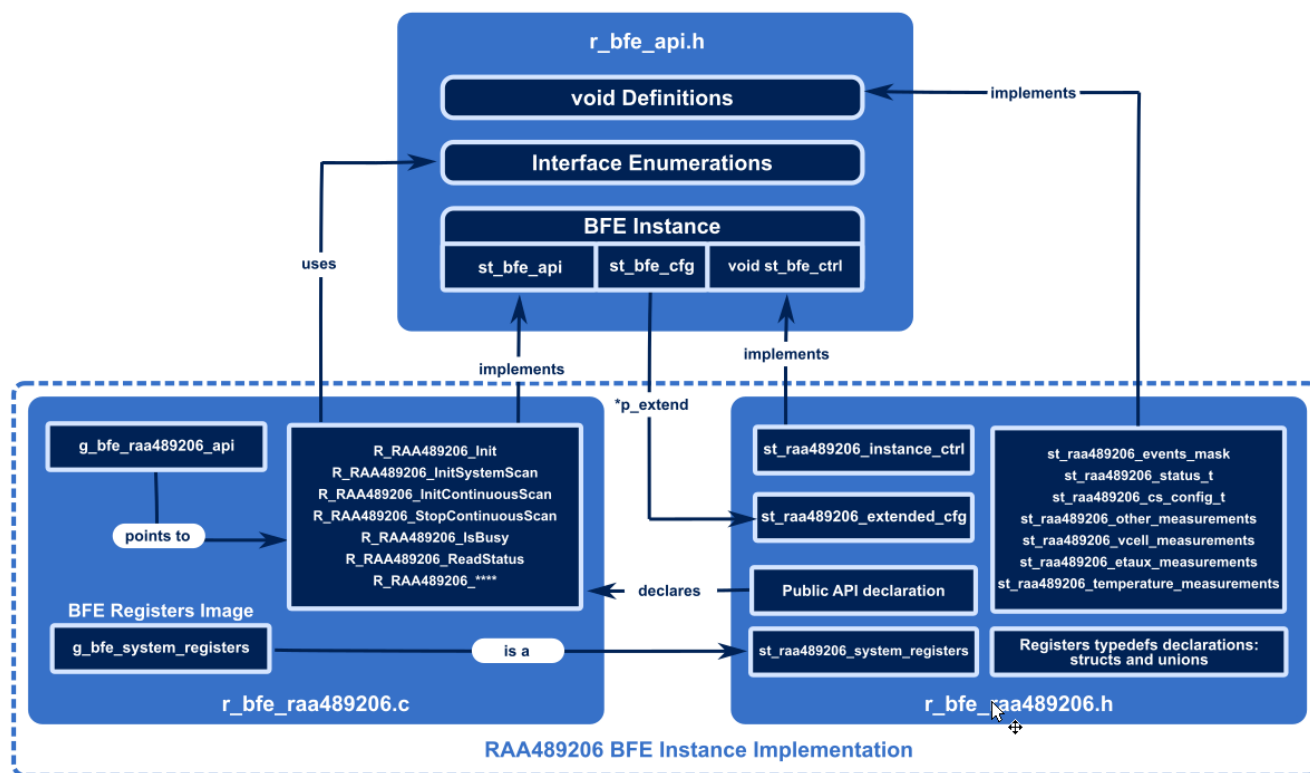 r_bfe_api.h
void Definitions
implements
Interface Enumerations
BFE Instance
st_bfe_api
st_bfe_cfg
void st_bfe_ctrl
uses
implements
implements
*p_extend
g_bfe_raa489206_api
points to
R_RAA489206_Init
R_RAA489206_InitSystemScan
R_RAA489206_InitContinuousScan
R_RAA489206_StopContinuousScan
R_RAA489206_IsBusy
R_RAA489206_ReadStatus
R_RAA489206_****
BFE Registers Image
g_bfe_system_registers
is a
declares
r_bfe_raa489206.c
st_raa489206_instance_ctrl
st_raa489206_extended_cfg
Public API declaration
st_raa489206_system_registers
st_raa489206_events_mask
st_raa489206_status_t
st_raa489206_cs_config_t
st_raa489206_other_measurements
st_raa489206_vcell_measurements
st_raa489206_etaux_measurements
st_raa489206_temperature_measurements
Registers typedefs declarations:
structs and unions
r_bfe_raa489206.h
RAA489206 BFE Instance Implementation